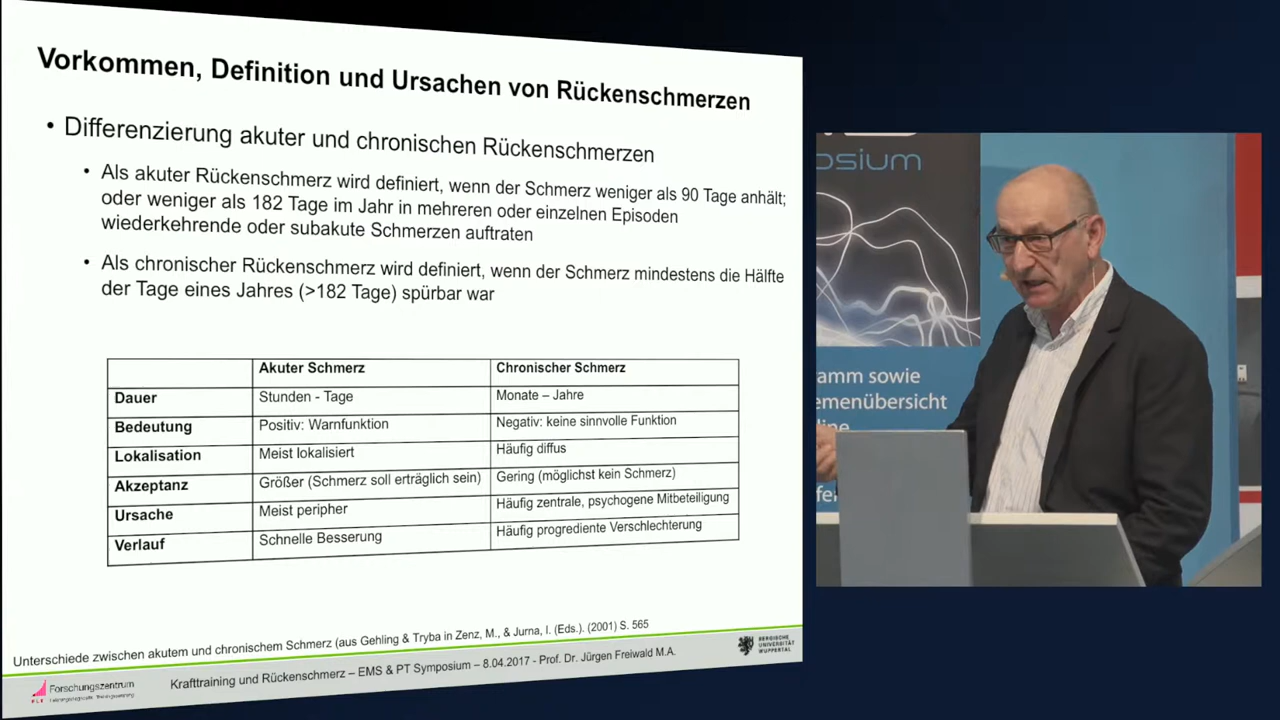 Vorkommen, Definition und Ursachen von Rückenschmerzen
• Differenzierung akuter und chronischen Rückenschmerzen
• Als akuter Rückenschmerz wird definiert, wenn der Schmerz weniger als 90 Tage anhält;
oder weniger als 182 Tage im Jahr in mehreren oder einzelnen Episoden
wiederkehrende oder subakute Schmerzen auftraten
• Als chronischer Rückenschmerz wird definiert, wenn der Schmerz mindestens die Hälfte
der Tage eines Jahres (>182 Tage) spürbar war
Akuter Schmerz Chronischer Schmerz
Dauer Stunden - Tage Monate – Jahre
Bedeutung Positiv: Warnfunktion Negativ: keine sinnvolle Funktion
Lokalisation Meist lokalisiert Häufig diffus
Akzeptanz Größer (Schmerz soll erträglich sein) Gering (möglichst kein Schmerz)
Ursache Meist peripher Häufig zentrale, psychogene Mitbeteiligung
Verlauf Schnelle Besserung Häufig progrediente Verschlechterung
Unterschiede zwischen akutem und chronischem Schmerz (aus Gehling & Tryba in Zenz, M., & Jurna, I. (Eds.). (2001) S. 565
Forschungszentrum
Krafttraining und Rückenschmerz – EMS & PT Symposium – 8.04.2017 - Prof. Dr. Jürgen Freiwald M.A.
BERGISCHE
UNIVERSITÄT
WUPPERTAL
osium
amm sowie
emenübersicht
line